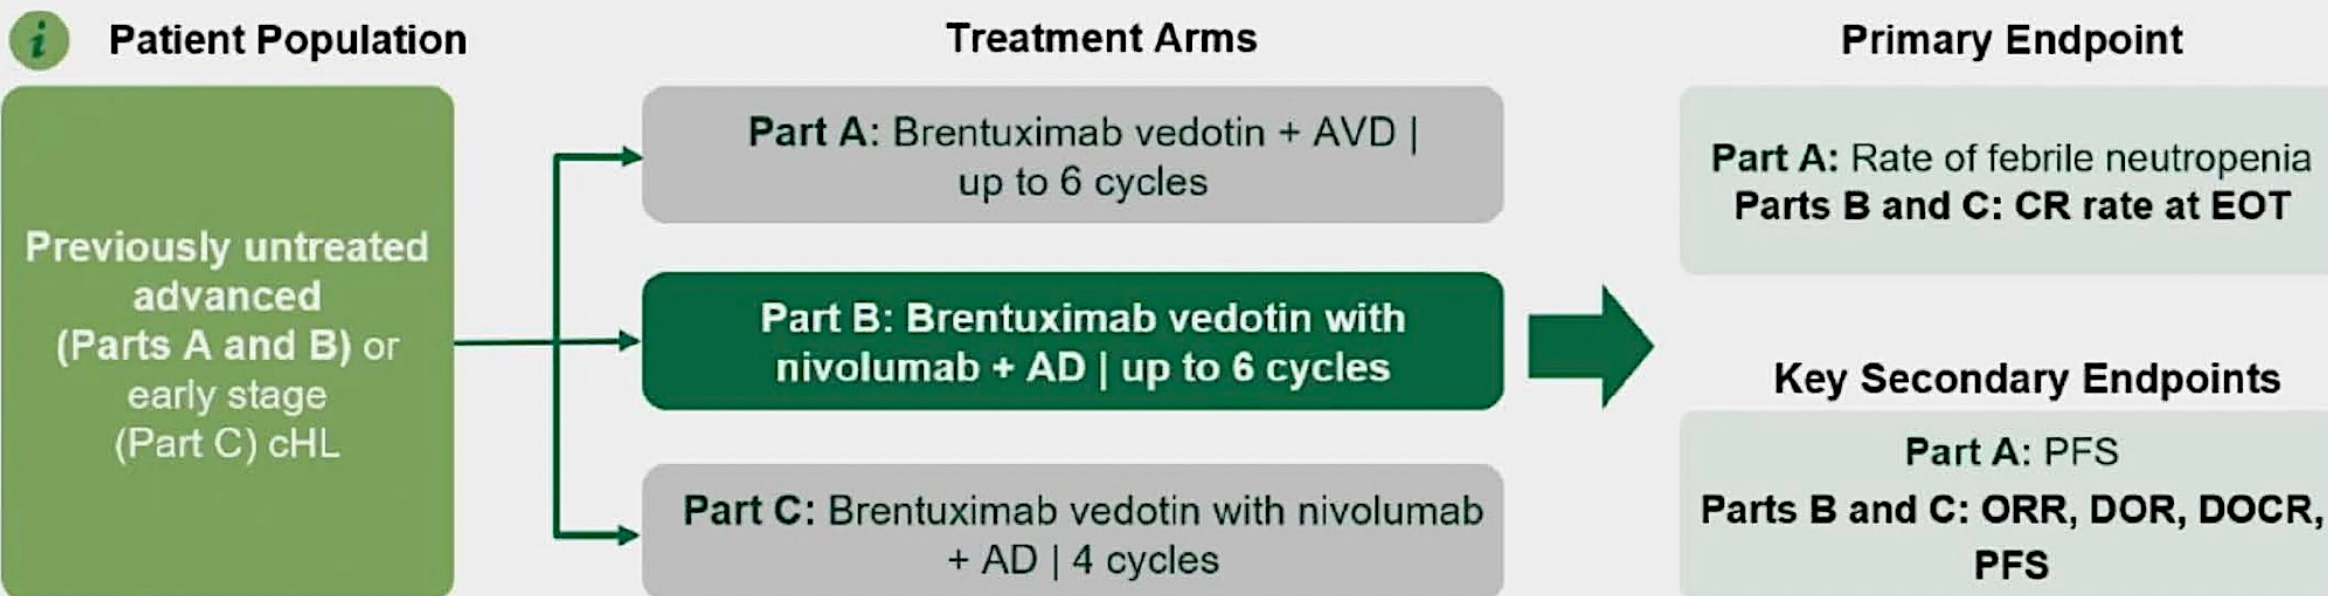 i Patient Population
Previously untreated
advanced
(Parts A and B) or
early stage
(Part C) cHL
Treatment Arms
Part A: Brentuximab vedotin + AVD |
up to 6 cycles
Part B: Brentuximab vedotin with
nivolumab + AD | up to 6 cycles
Part C: Brentuximab vedotin with nivolumab
+ AD | 4 cycles
Primary Endpoint
Part A: Rate of febrile neutropenia
Parts B and C: CR rate at EOT
Key Secondary Endpoints
Part A: PFS
Parts B and C: ORR, DOR, DOCR,
PFS